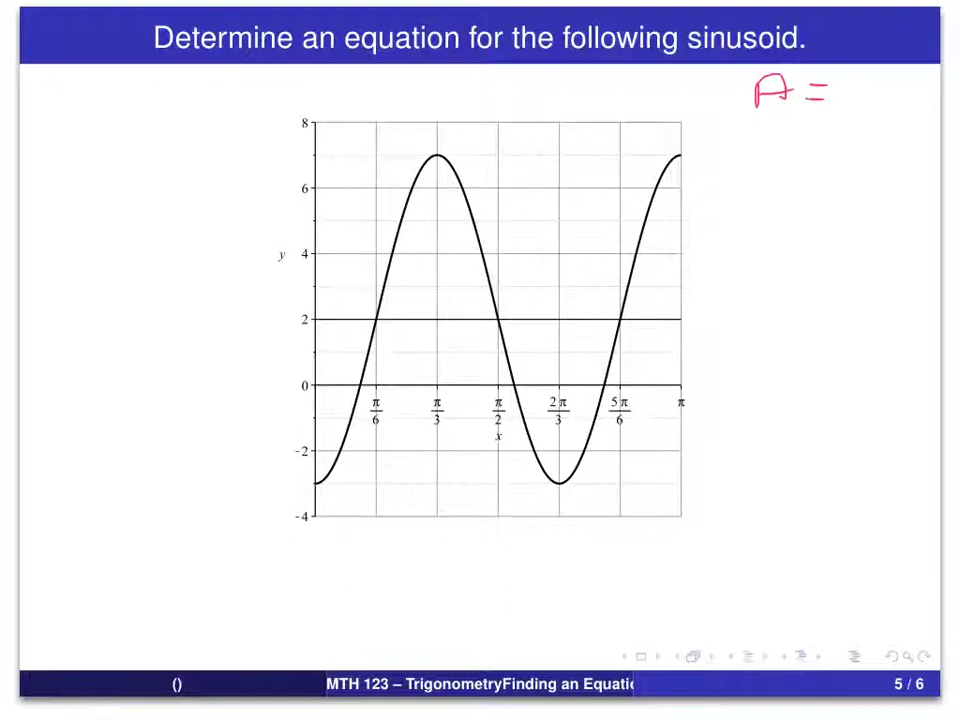 Determine an equation for the following sinusoid.
A =
8
6
y 4
2
0
π/6 π/3 π/2 2π/3 5π/6 π
x
-2
-4
() MTH 123 – TrigonometryFinding an Equatio 5 / 6